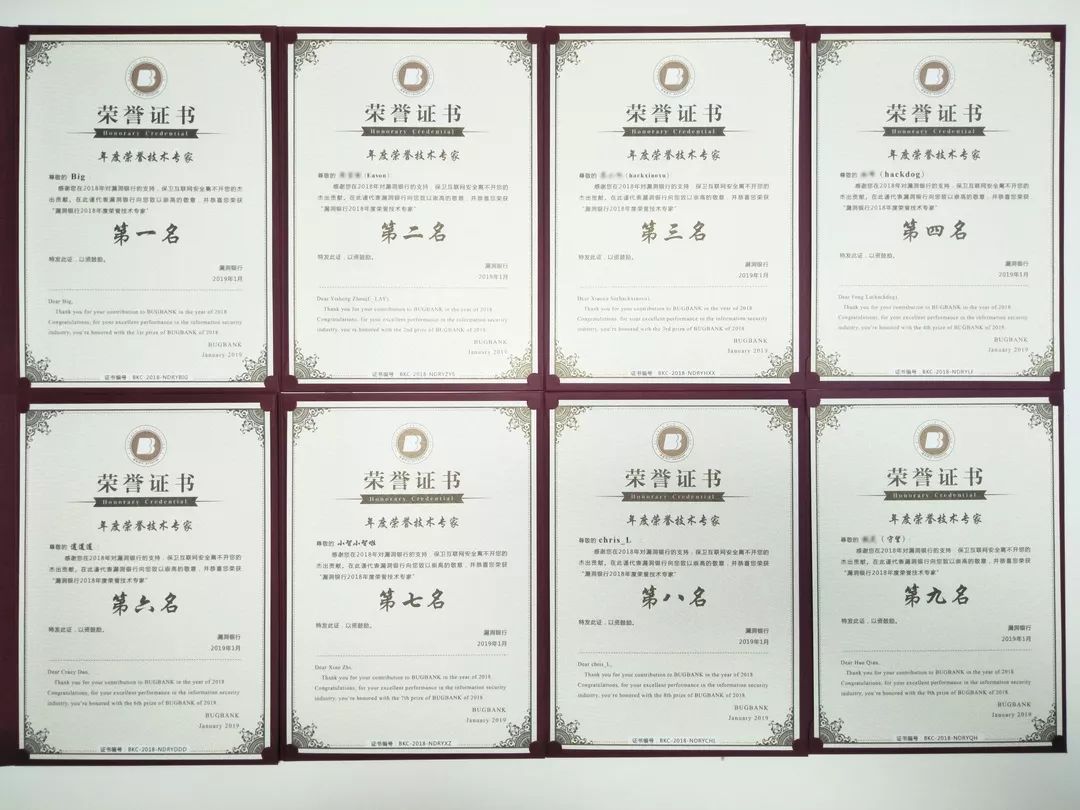 荣誉证书
Honorary Credential
年度荣誉技术专家
尊敬的 Big
感谢您在2018年对漏洞银行的支持，保卫互联网安全离不开您的杰
出贡献。在此谨代表漏洞银行向您致以崇高的敬意，并恭喜您荣获
“漏洞银行2018年度荣誉技术专家”
第一名
特发此证，以资鼓励。
漏洞银行
2019年1月
Dear Big,
Thank you for your contribution to BUGBANK in the year of 2018.
Congratulations, for your excellent performance in the information security
industry, you're honored with the 1st prize of BUGBANK of 2018.
BUGBANK
January 2019
证书编号：BKC-2018-NDRYBIG
荣誉证书
Honorary Credential
年度荣誉技术专家
尊敬的 (Eavon)
感谢您在2018年对漏洞银行的支持，保卫互联网安全离不开您的
杰出贡献。在此谨代表漏洞银行向您致以崇高的敬意，并恭喜您荣获
“漏洞银行2018年度荣誉技术专家”
第二名
特发此证，以资鼓励。
漏洞银行
2019年1月
Dear Yisheng Zhou(
Thank you for your contribution to BUGBANK in the year of 2018.
Congratulations, for your excellent performance in the information security
industry, you're honored with the 2nd prize of BUGBANK of 2018.
BUGBANK
January 2019
证书编号：BKC-2018-NDRYZYS
荣誉证书
Honorary Credential
年度荣誉技术专家
尊敬的 (hackxiaoxu)
感谢您在2018年对漏洞银行的支持，保卫互联网安全离不开您的
杰出贡献。在此谨代表漏洞银行向您致以崇高的敬意，并恭喜您荣获
“漏洞银行2018年度荣誉技术专家”
第三名
特发此证，以资鼓励。
漏洞银行
2019年1月
Dear
Thank you for your contribution to BUGBANK in the year of 2018.
Congratulations, for your excellent performance in the information security
industry, you're honored with the 3rd prize of BUGBANK of 2018.
BUGBANK
January 2019
证书编号：BKC-2018-NDRYHXX
荣誉证书
Honorary Credential
年度荣誉技术专家
尊敬的 (hackdog)
感谢您在2018年对漏洞银行的支持，保卫互联网安全离不开您的
杰出贡献。在此谨代表漏洞银行向您致以崇高的敬意，并恭喜您荣获
“漏洞银行2018年度荣誉技术专家”
第四名
特发此证，以资鼓励。
漏洞银行
2019年1月
Dear Feng Lu(hackdog),
Thank you for your contribution to BUGBANK in the year of 2018.
Congratulations, for your excellent performance in the information security
industry, you're honored with the 4th prize of BUGBANK of 2018.
BUGBANK
January 2019
证书编号：BKC-2018-NDRYLF
荣誉证书
Honorary Credential
年度荣誉技术专家
尊敬的 道道道：
感谢您在2018年对漏洞银行的支持，保卫互联网安全离不开您的
杰出贡献。在此谨代表漏洞银行向您致以崇高的敬意，并恭喜您荣获
“漏洞银行2018年度荣誉技术专家”
第六名
特发此证，以资鼓励。
漏洞银行
2019年1月
Dear Crazy Dao,
Thank you for your contribution to BUGBANK in the year of 2018.
Congratulations, for your excellent performance in the information security
industry, you're honored with the 6th prize of BUGBANK of 2018.
BUGBANK
January 2019
证书编号：BKC-2018-NDRYDDD
荣誉证书
Honorary Credential
年度荣誉技术专家
尊敬的 小智小智啦
感谢您在2018年对漏洞银行的支持，保卫互联网安全离不开您的
杰出贡献。在此谨代表漏洞银行向您致以崇高的敬意，并恭喜您荣获
“漏洞银行2018年度荣誉技术专家”
第七名
特发此证，以资鼓励。
漏洞银行
2019年1月
Dear Xiao Zhi,
Thank you for your contribution to BUGBANK in the year of 2018.
Congratulations, for your excellent performance in the information security
industry, you're honored with the 7th prize of BUGBANK of 2018.
BUGBANK
January 2019
证书编号：BKC-2018-NDRYXZ
荣誉证书
Honorary Credential
年度荣誉技术专家
尊敬的 chris_L：
感谢您在2018年对漏洞银行的支持，保卫互联网安全离不开您的
杰出贡献。在此谨代表漏洞银行向您致以崇高的敬意，并恭喜您荣获
“漏洞银行2018年度荣誉技术专家”
第八名
特发此证，以资鼓励。
漏洞银行
2019年1月
Dear chris_L,
Thank you for your contribution to BUGBANK in the year of 2018.
Congratulations, for your excellent performance in the information security
industry, you're honored with the 8th prize of BUGBANK of 2018.
BUGBANK
January 2019
证书编号：BKC-2018-NDRYCHL
荣誉证书
Honorary Credential
年度荣誉技术专家
尊敬的 （守望）
感谢您在2018年对漏洞银行的支持，保卫互联网安全离不开您的
杰出贡献。在此谨代表漏洞银行向您致以崇高的敬意，并恭喜您荣获
“漏洞银行2018年度荣誉技术专家”
第九名
特发此证，以资鼓励。
漏洞银行
2019年1月
Dear Hao Qian,
Thank you for your contribution to BUGBANK in the year of 2018.
Congratulations, for your excellent performance in the information security
industry, you're honored with the 9th prize of BUGBANK of 2018.
BUGBANK
January 2019
证书编号：BKC-2018-NDRYQH